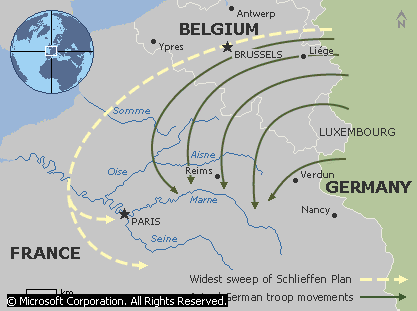 Antwerp
N
BELGIUM
Ypres
BRUSSELS
Liége
Somme
LUXEMBOURG
Oise
Aisne
Reims
Verdun
GERMANY
Marne
Nancy
PARIS
Seine
FRANCE
Widest sweep of Schlieffen Plan
km
German troop movements
© Microsoft Corporation. All Rights Reserved.